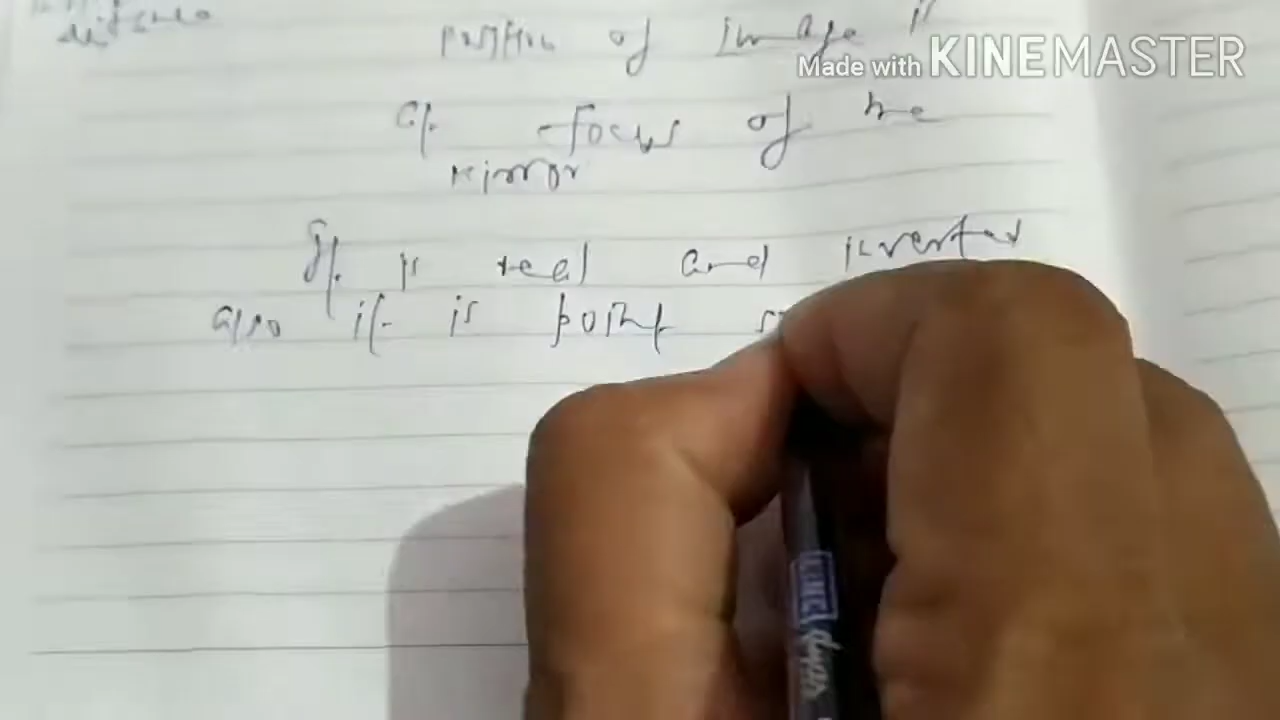 position of image is
Made with KINEMASTER
at focus of the
Mirror
It is real and inverted
also it is point s